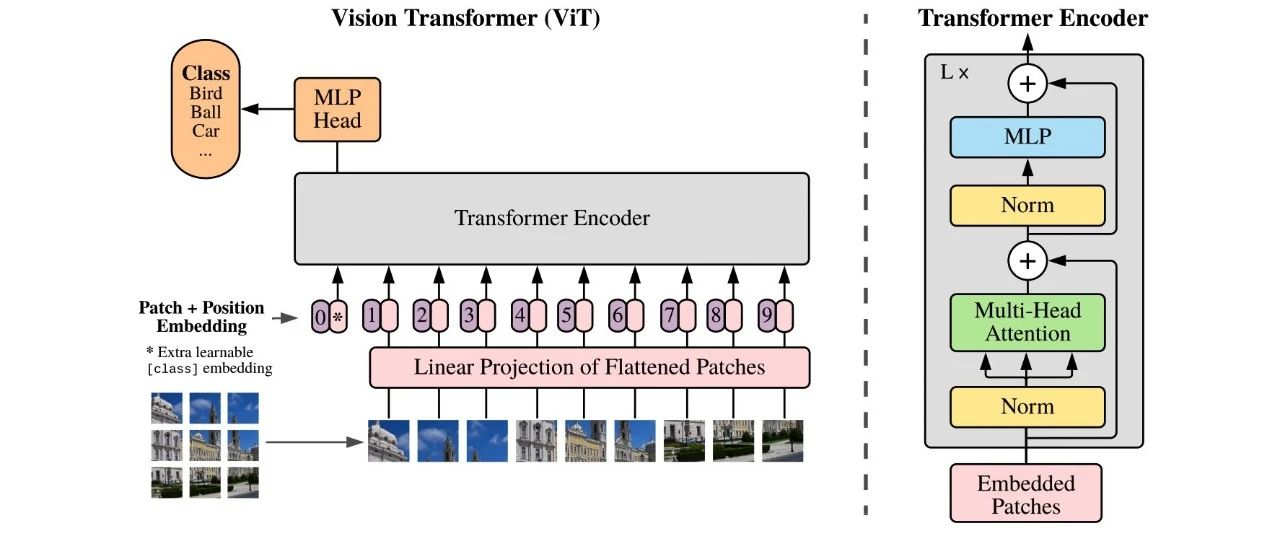 Vision Transformer (ViT)
Class
Bird
Ball
Car
...
MLP
Head
Transformer Encoder
Patch + Position
Embedding
0 * 1 2 3 4 5 6 7 8 9
* Extra learnable
[class] embedding
Linear Projection of Flattened Patches
Transformer Encoder
L ×
+
MLP
Norm
+
Multi-Head
Attention
Norm
Embedded
Patches